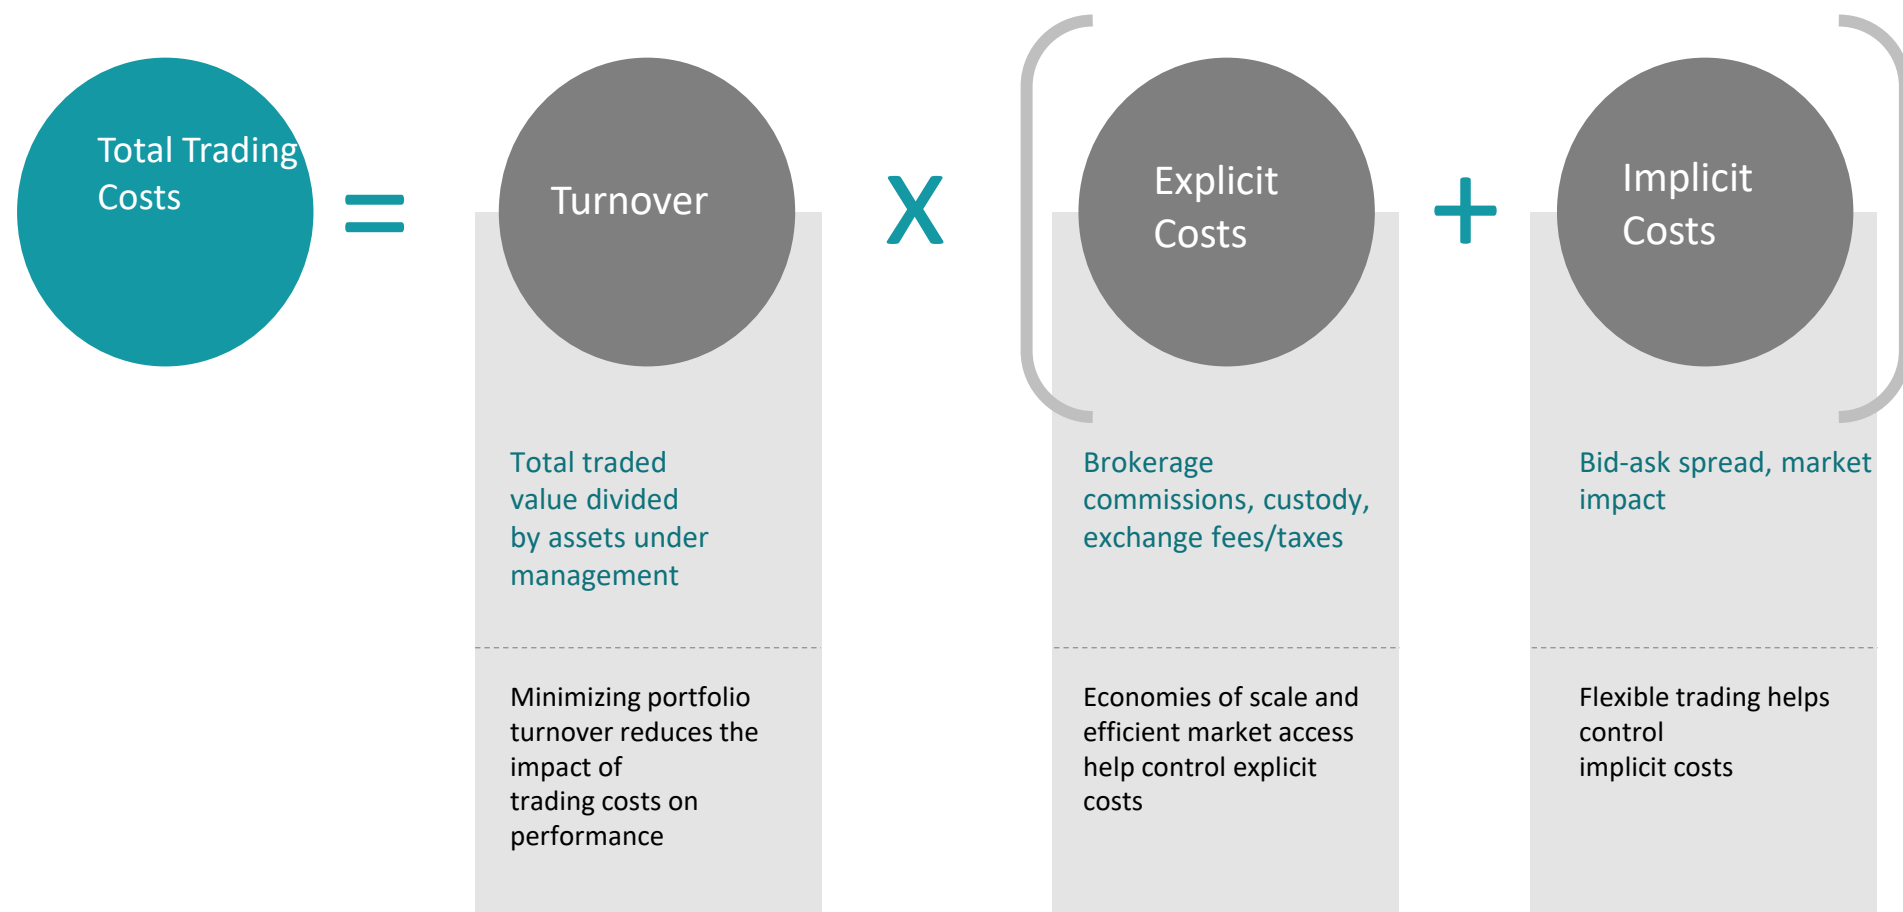 Total Trading
Costs
=
Turnover
X
Explicit
Costs
+
Implicit
Costs
Total traded
value divided
by assets under
management
Minimizing portfolio
turnover reduces the
impact of
trading costs on
performance
Brokerage
commissions, custody,
exchange fees/taxes
Economies of scale and
efficient market access
help control explicit
costs
Bid-ask spread, market
impact
Flexible trading helps
control
implicit costs